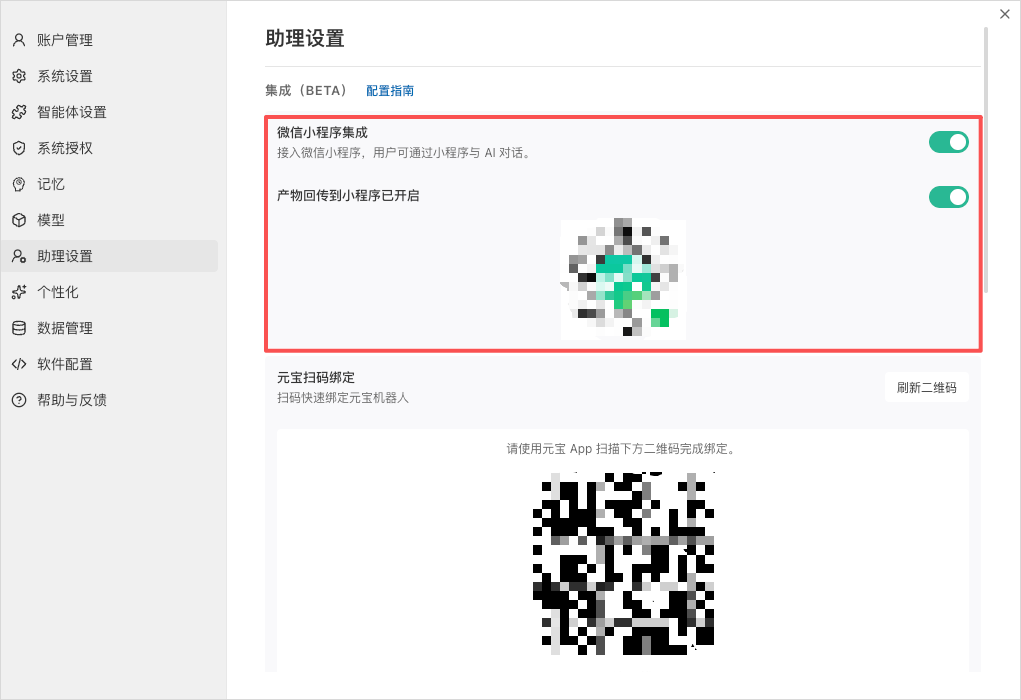 账户管理
系统设置
智能体设置
系统授权
记忆
模型
助理设置
个性化
数据管理
软件配置
帮助与反馈
助理设置
集成（BETA） 配置指南
微信小程序集成
接入微信小程序，用户可通过小程序与 AI 对话。
产物回传到小程序已开启
元宝扫码绑定
扫码快速绑定元宝机器人
刷新二维码
请使用元宝 App 扫描下方二维码完成绑定。